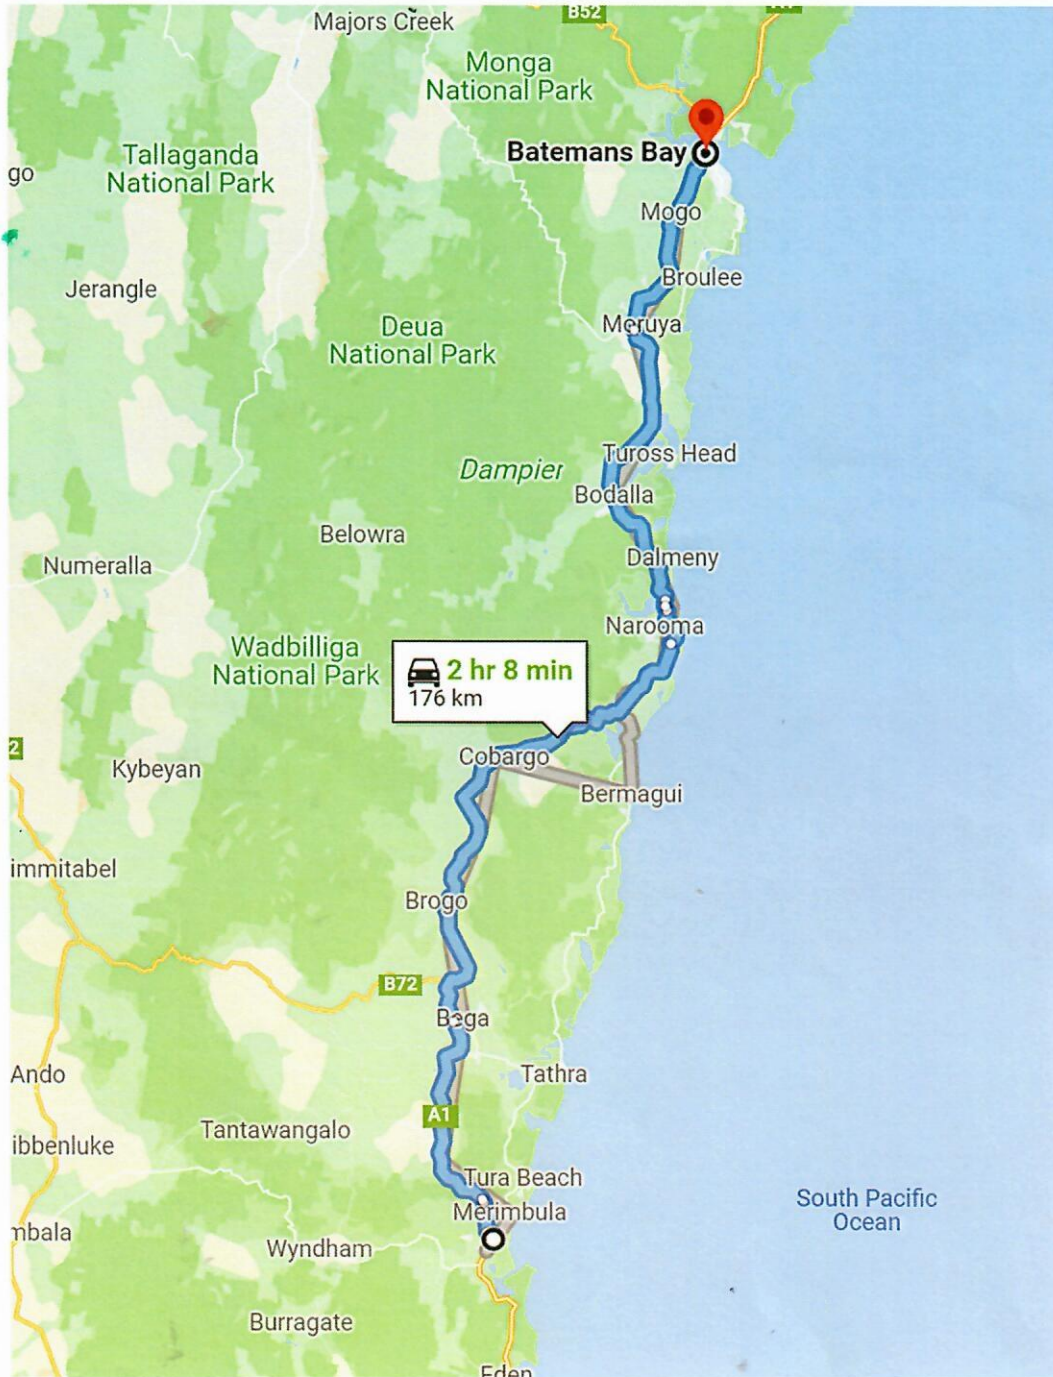 B52
Majors Creek
Monga
National Park
Batemans Bay
Tallaganda
National Park
go
Mogo
Broulee
Jerangle
Moruya
Deua
National Park
Tuross Head
Dampier
Bodalla
Belowra
Dalmeny
Numeralla
Narooma
Wadbilliga
National Park
2 hr 8 min
176 km
2
Cobargo
Kybeyan
Bermagui
immitabel
Brogo
B72
Bega
Ando
Tathra
A1
Tantawangalo
ibbenluke
Tura Beach
Merimbula
South Pacific
Ocean
mbala
Wyndham
Burragate
Eden